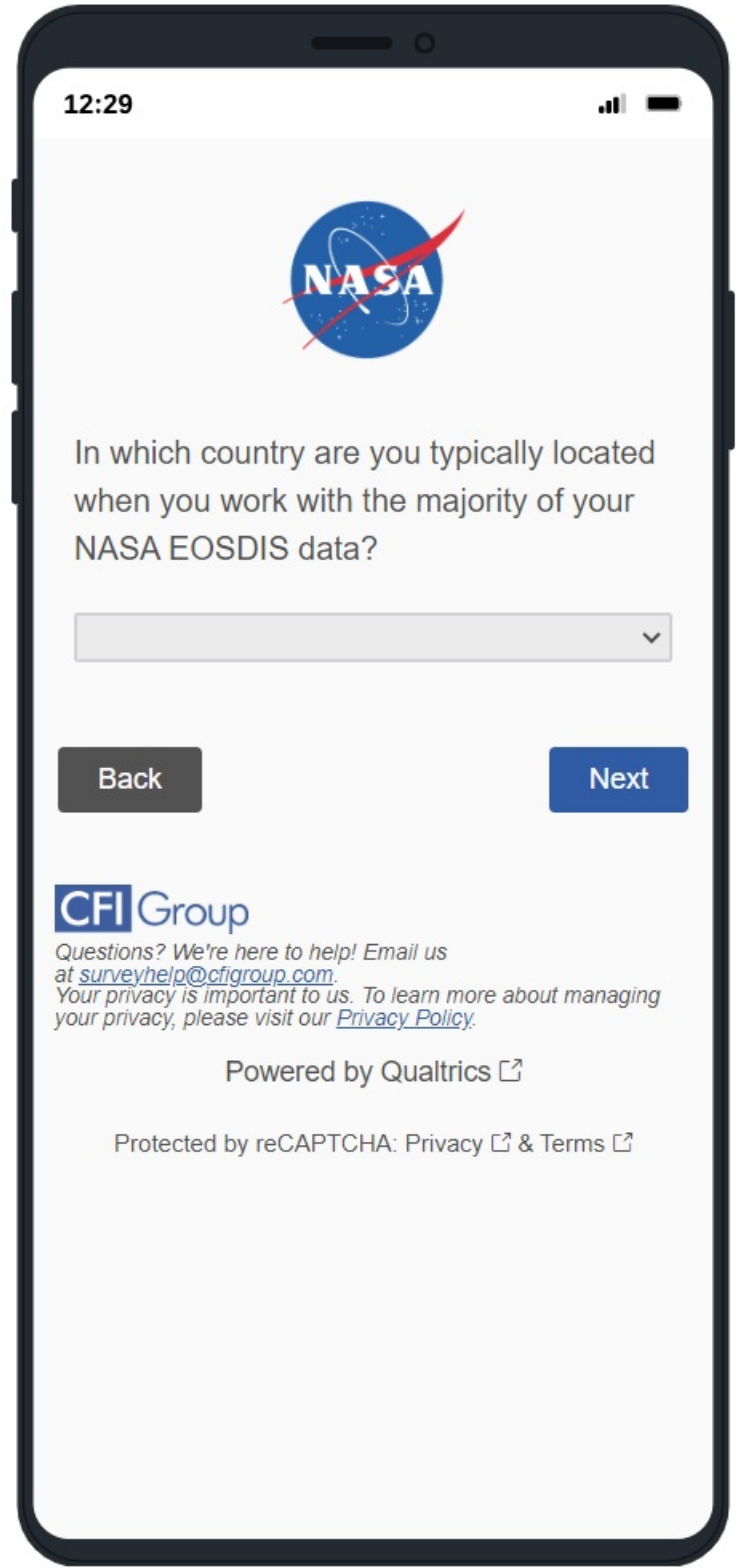 12:29
NASA
In which country are you typically located
when you work with the majority of your
NASA EOSDIS data?
Back
Next
CFI Group
Questions? We're here to help! Email us
at surveyhelp@cfigroup.com.
Your privacy is important to us. To learn more about managing
your privacy, please visit our Privacy Policy.
Powered by Qualtrics
Protected by reCAPTCHA: Privacy & Terms